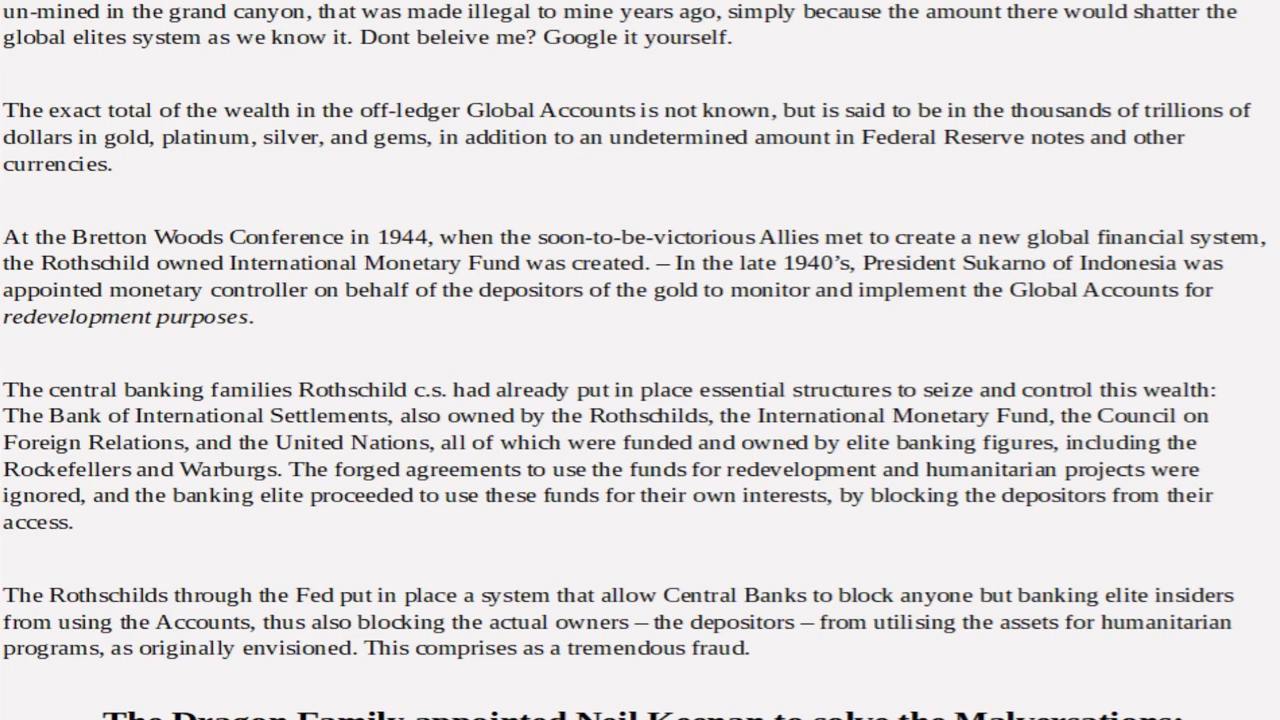 un-mined in the grand canyon, that was made illegal to mine years ago, simply because the amount there would shatter the
global elites system as we know it. Dont beleive me? Google it yourself.
The exact total of the wealth in the off-ledger Global Accounts is not known, but is said to be in the thousands of trillions of
dollars in gold, platinum, silver, and gems, in addition to an undetermined amount in Federal Reserve notes and other
currencies.
At the Bretton Woods Conference in 1944, when the soon-to-be-victorious Allies met to create a new global financial system,
the Rothschild owned International Monetary Fund was created. – In the late 1940’s, President Sukarno of Indonesia was
appointed monetary controller on behalf of the depositors of the gold to monitor and implement the Global Accounts for
redevelopment purposes.
The central banking families Rothschild c.s. had already put in place essential structures to seize and control this wealth:
The Bank of International Settlements, also owned by the Rothschilds, the International Monetary Fund, the Council on
Foreign Relations, and the United Nations, all of which were funded and owned by elite banking figures, including the
Rockefellers and Warburgs. The forged agreements to use the funds for redevelopment and humanitarian projects were
ignored, and the banking elite proceeded to use these funds for their own interests, by blocking the depositors from their
access.
The Rothschilds through the Fed put in place a system that allow Central Banks to block anyone but banking elite insiders
from using the Accounts, thus also blocking the actual owners – the depositors – from utilising the assets for humanitarian
programs, as originally envisioned. This comprises as a tremendous fraud.
The Dragon Family appointed Neil Keenan to solve the Malversations: